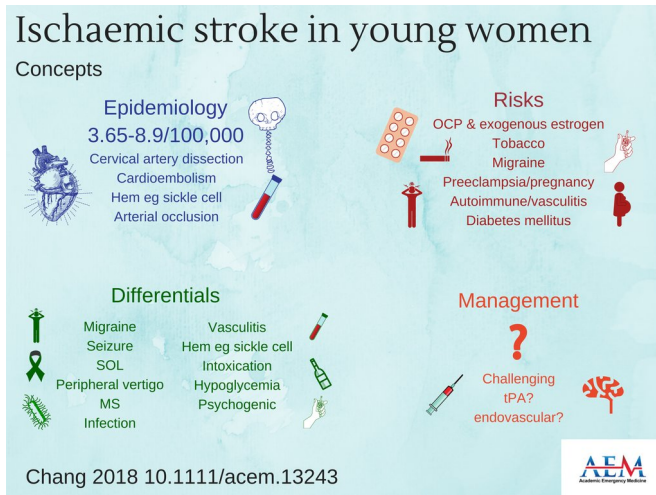 Ischaemic stroke in young women
Concepts
Epidemiology
3.65-8.9/100,000
Cervical artery dissection
Cardioembolism
Hem eg sickle cell
Arterial occlusion
Risks
OCP & exogenous estrogen
Tobacco
Migraine
Preeclampsia/pregnancy
Autoimmune/vasculitis
Diabetes mellitus
Differentials
Migraine
Seizure
SOL
Peripheral vertigo
MS
Infection
Vasculitis
Hem eg sickle cell
Intoxication
Hypoglycemia
Psychogenic
Management
?
Challenging
tPA?
endovascular?
Chang 2018 10.1111/acem.13243
AEM
Academic Emergency Medicine